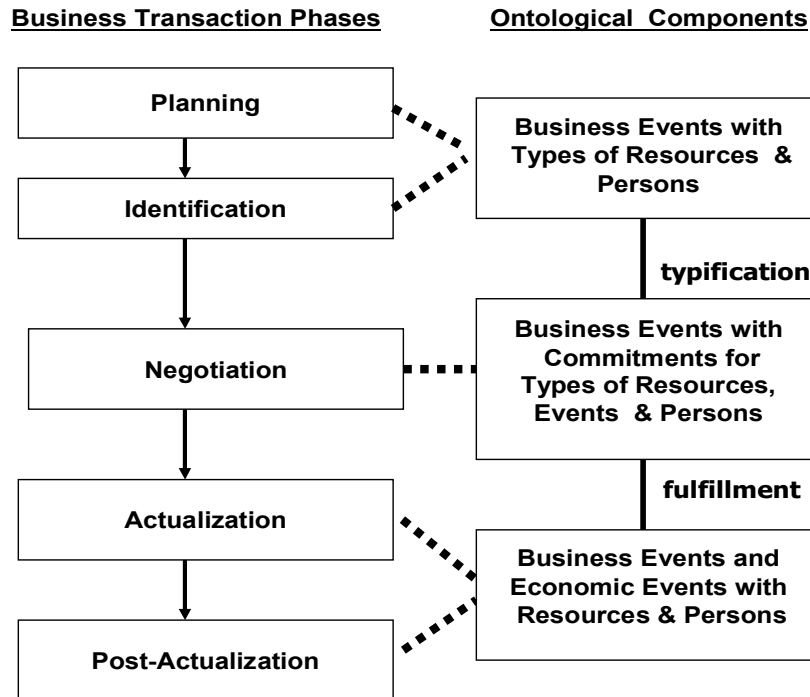 Business Transaction Phases
Ontological Components
Planning
Identification
Negotiation
Actualization
Post-Actualization
Business Events with
Types of Resources &
Persons
typification
Business Events with
Commitments for
Types of Resources,
Events & Persons
fulfillment
Business Events and
Economic Events with
Resources & Persons